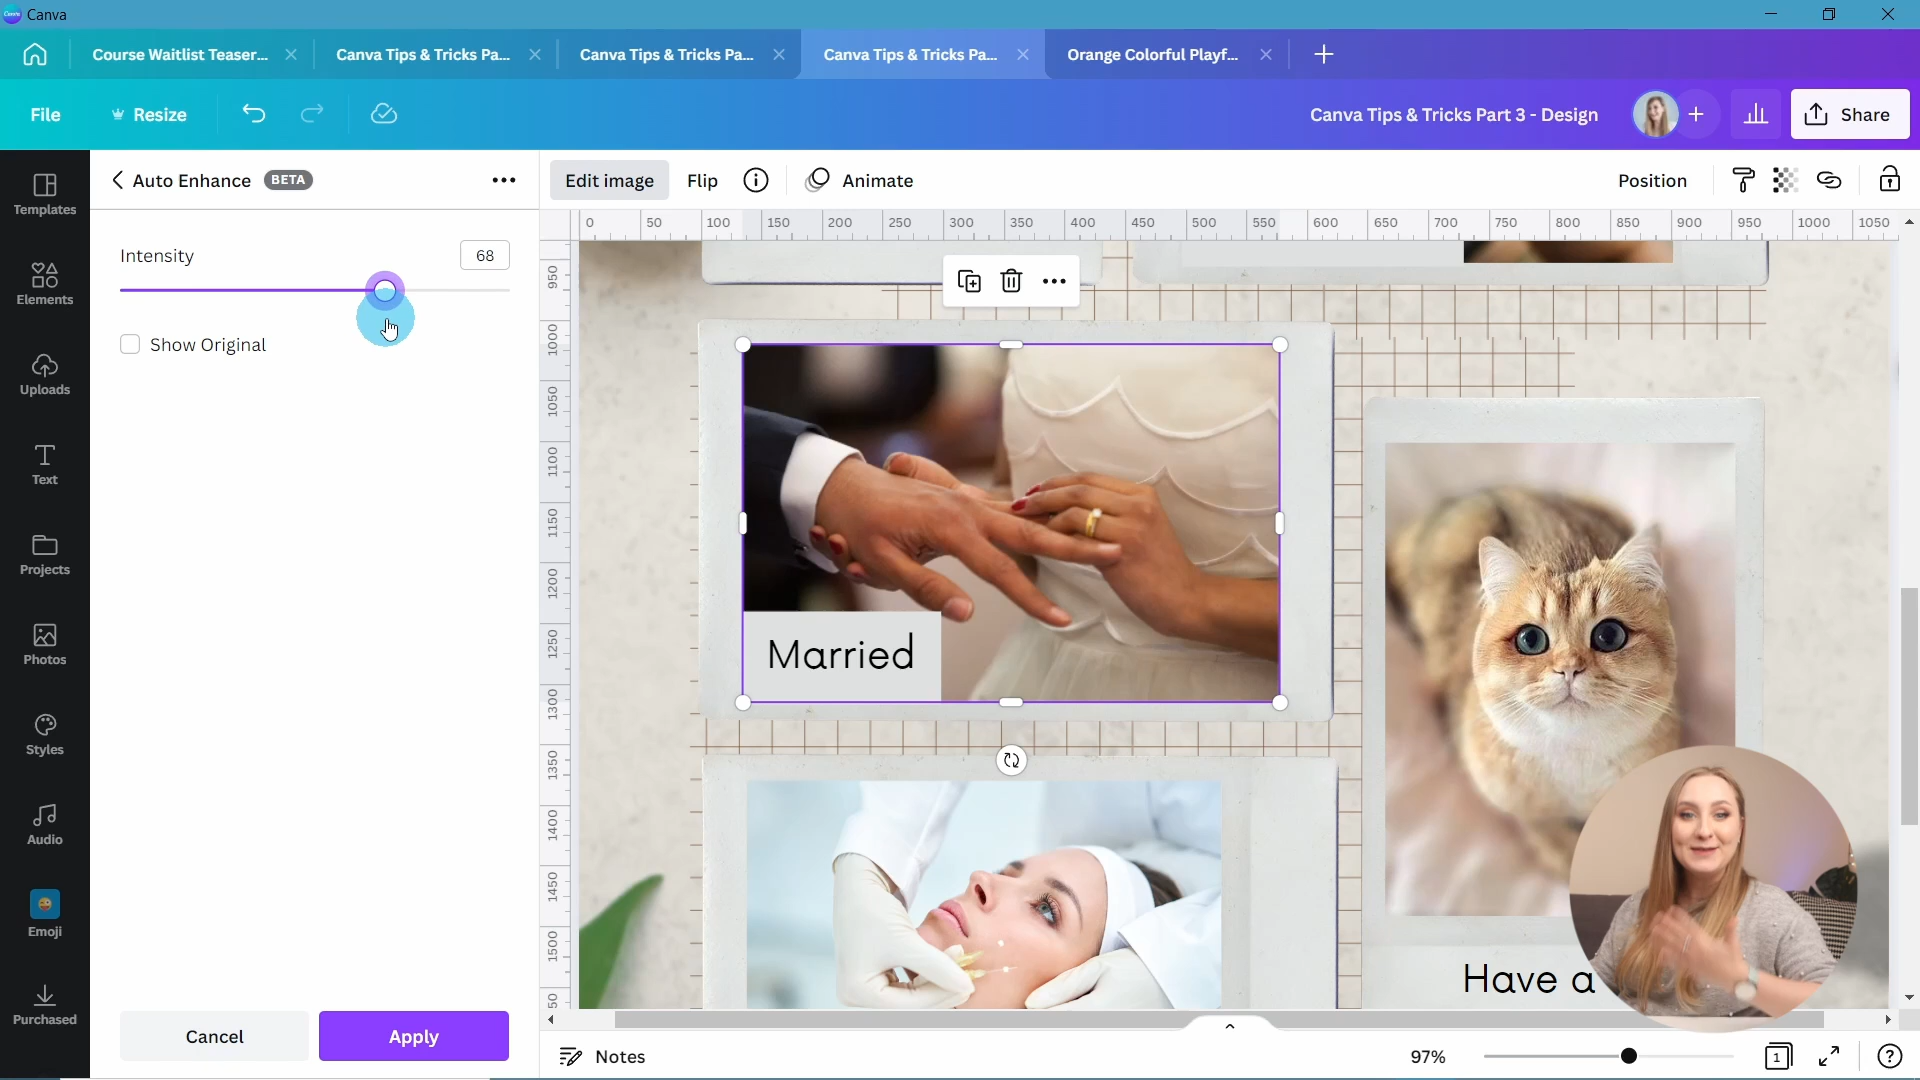 Canva
Course Waitlist Teaser...
Canva Tips & Tricks Pa...
Canva Tips & Tricks Pa...
Canva Tips & Tricks Pa...
Orange Colorful Playf...
File
Resize
Canva Tips & Tricks Part 3 - Design
Share
Templates
Elements
Uploads
Text
Projects
Photos
Styles
Audio
Emoji
Purchased
Auto Enhance BETA
Intensity 68
Show Original
Cancel
Apply
Edit image
Flip
Animate
Position
0 50 100 150 200 250 300 350 400 450 500 550 600 650 700 750 800 850 900 950 1000 1050
950
1000
1050
1100
1150
1200
1250
1300
1350
1400
1450
1500
50
Married
Have a
Notes
97%
1